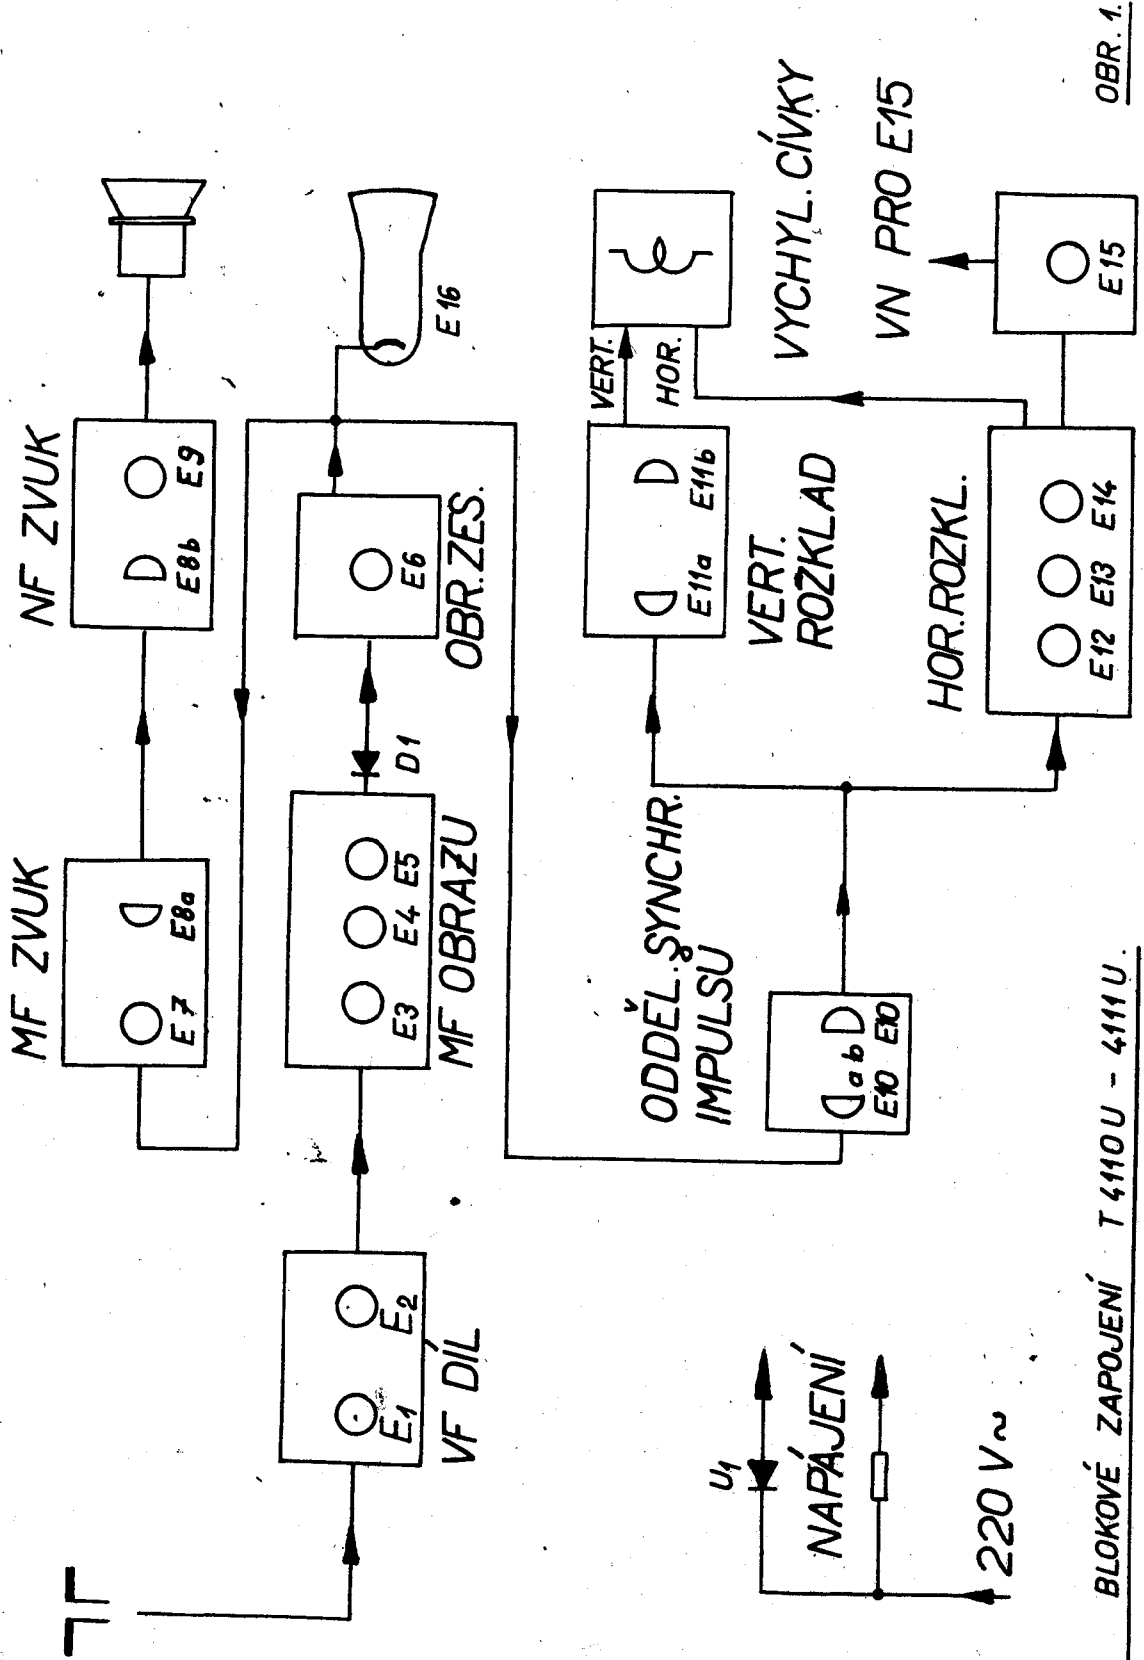 MF ZVUK
E7 E8a
NF ZVUK
E8b E9
VF DÍL
E1 E2
MF OBRAZU
E3 E4 E5
D1
OBR. ZES.
E6
E16
ODDĚL. SYNCHR.
IMPULSŮ
a b
E10 E10
VERT.
ROZKLAD
E11a E11b
VERT.
HOR.
VYCHYL. CÍVKY
HOR. ROZKL.
E12 E13 E14
VN PRO E15
E15
U1
NAPÁJENÍ
220 V ~
BLOKOVÉ ZAPOJENÍ T 4110 U - 4111 U.
OBR. 1.